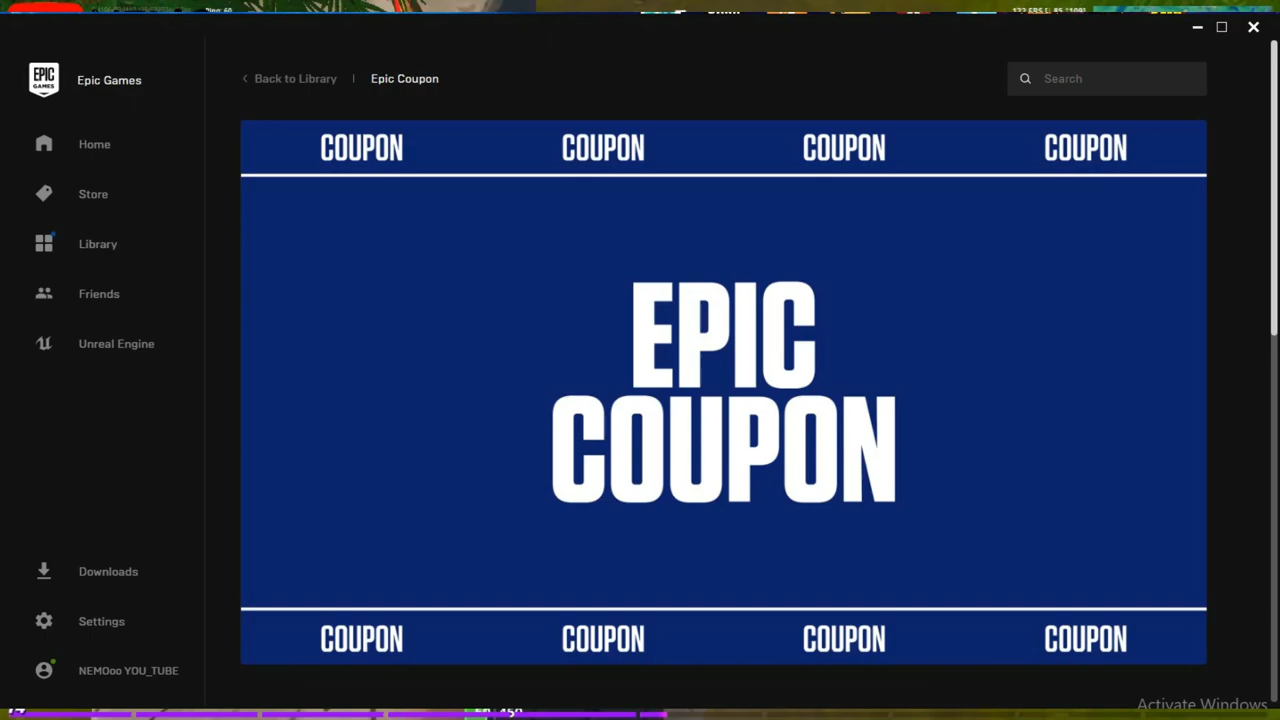 EPIC
GAMES
Epic Games
Back to Library
Epic Coupon
Search
Home
Store
Library
Friends
Unreal Engine
Downloads
Settings
NEMOoo YOU_TUBE
COUPON COUPON COUPON COUPON
EPIC
COUPON
COUPON COUPON COUPON COUPON
Activate Windows